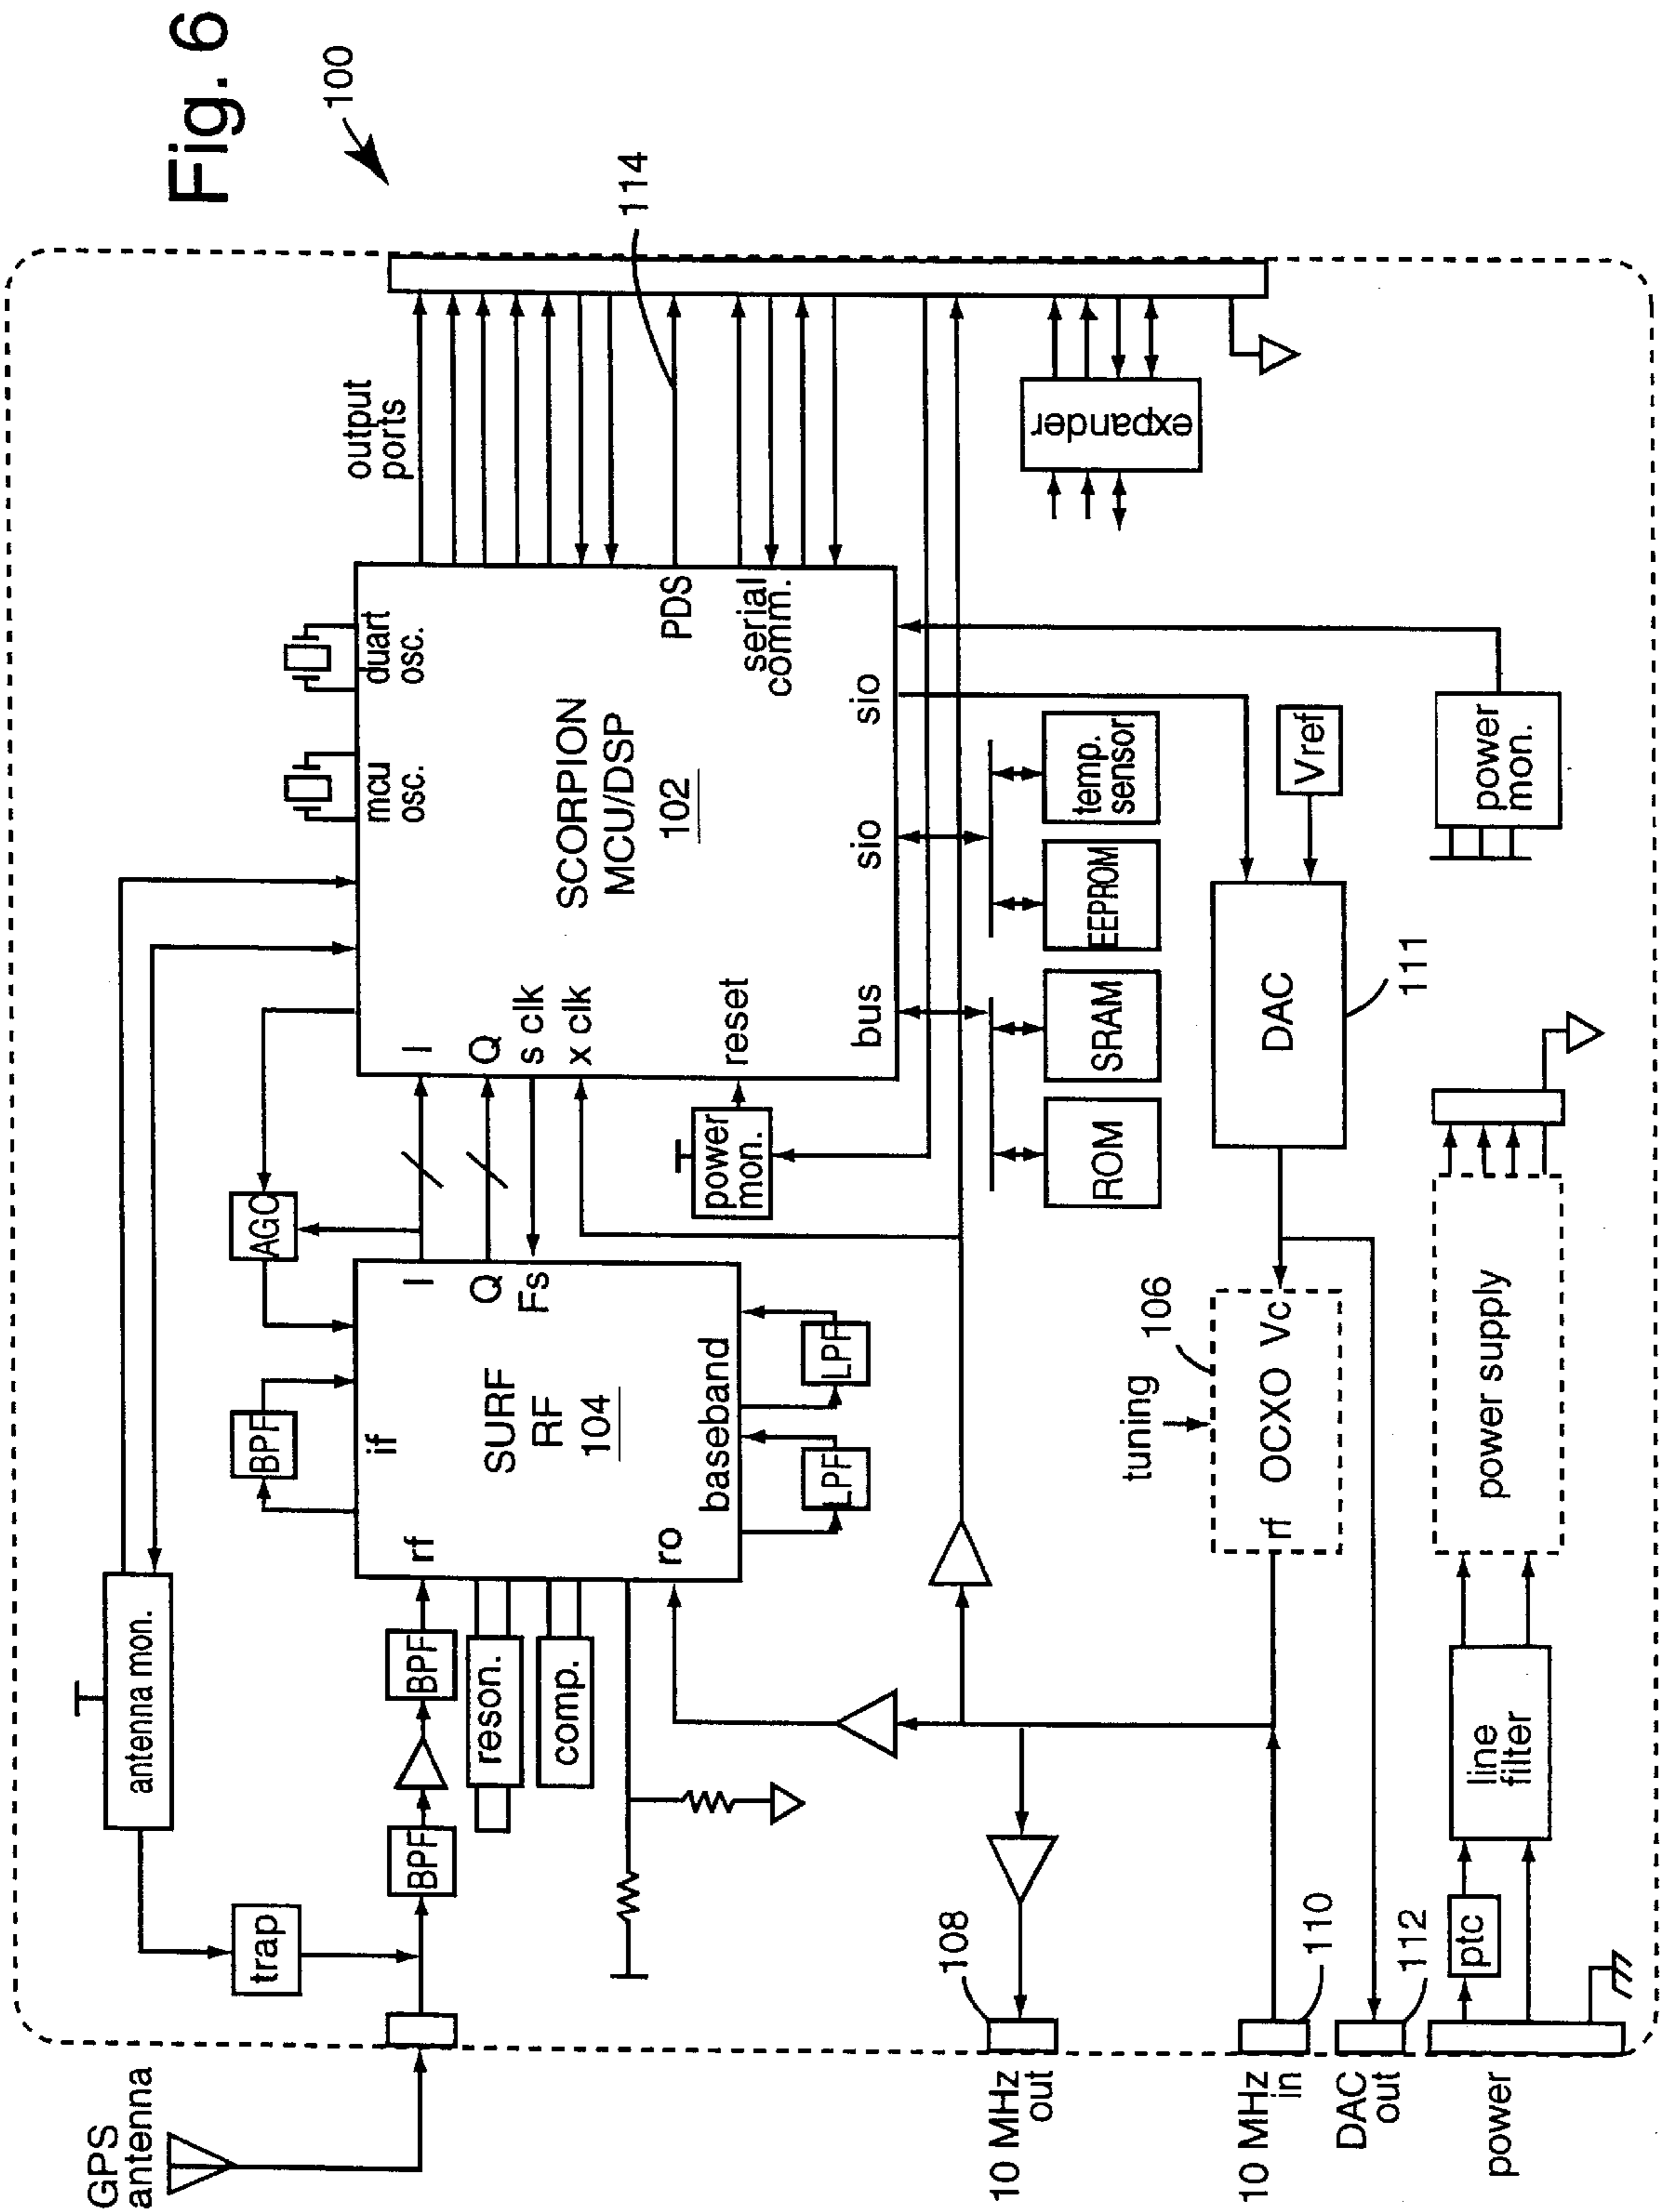 Fig. 6
100
GPS
antenna
antenna mon.
trap
BPF
BPF
reson.
comp.
BPF
AGC
SURF
RF
104
rf
if
I
Q
Fs
ro
baseband
LPF
LPF
SCORPION
MCU/DSP
102
mcu
osc.
duart
osc.
I
Q
s clk
x clk
reset
bus
sio
sio
PDS
serial
comm.
output
ports
114
power
mon.
ROM
SRAM
EEPROM
temp.
sensor
expander
10 MHz
out
108
10 MHz
in
110
DAC
out
112
tuning
106
rf OCXO Vc
DAC
111
Vref
power
mon.
power
ptc
line
filter
power supply